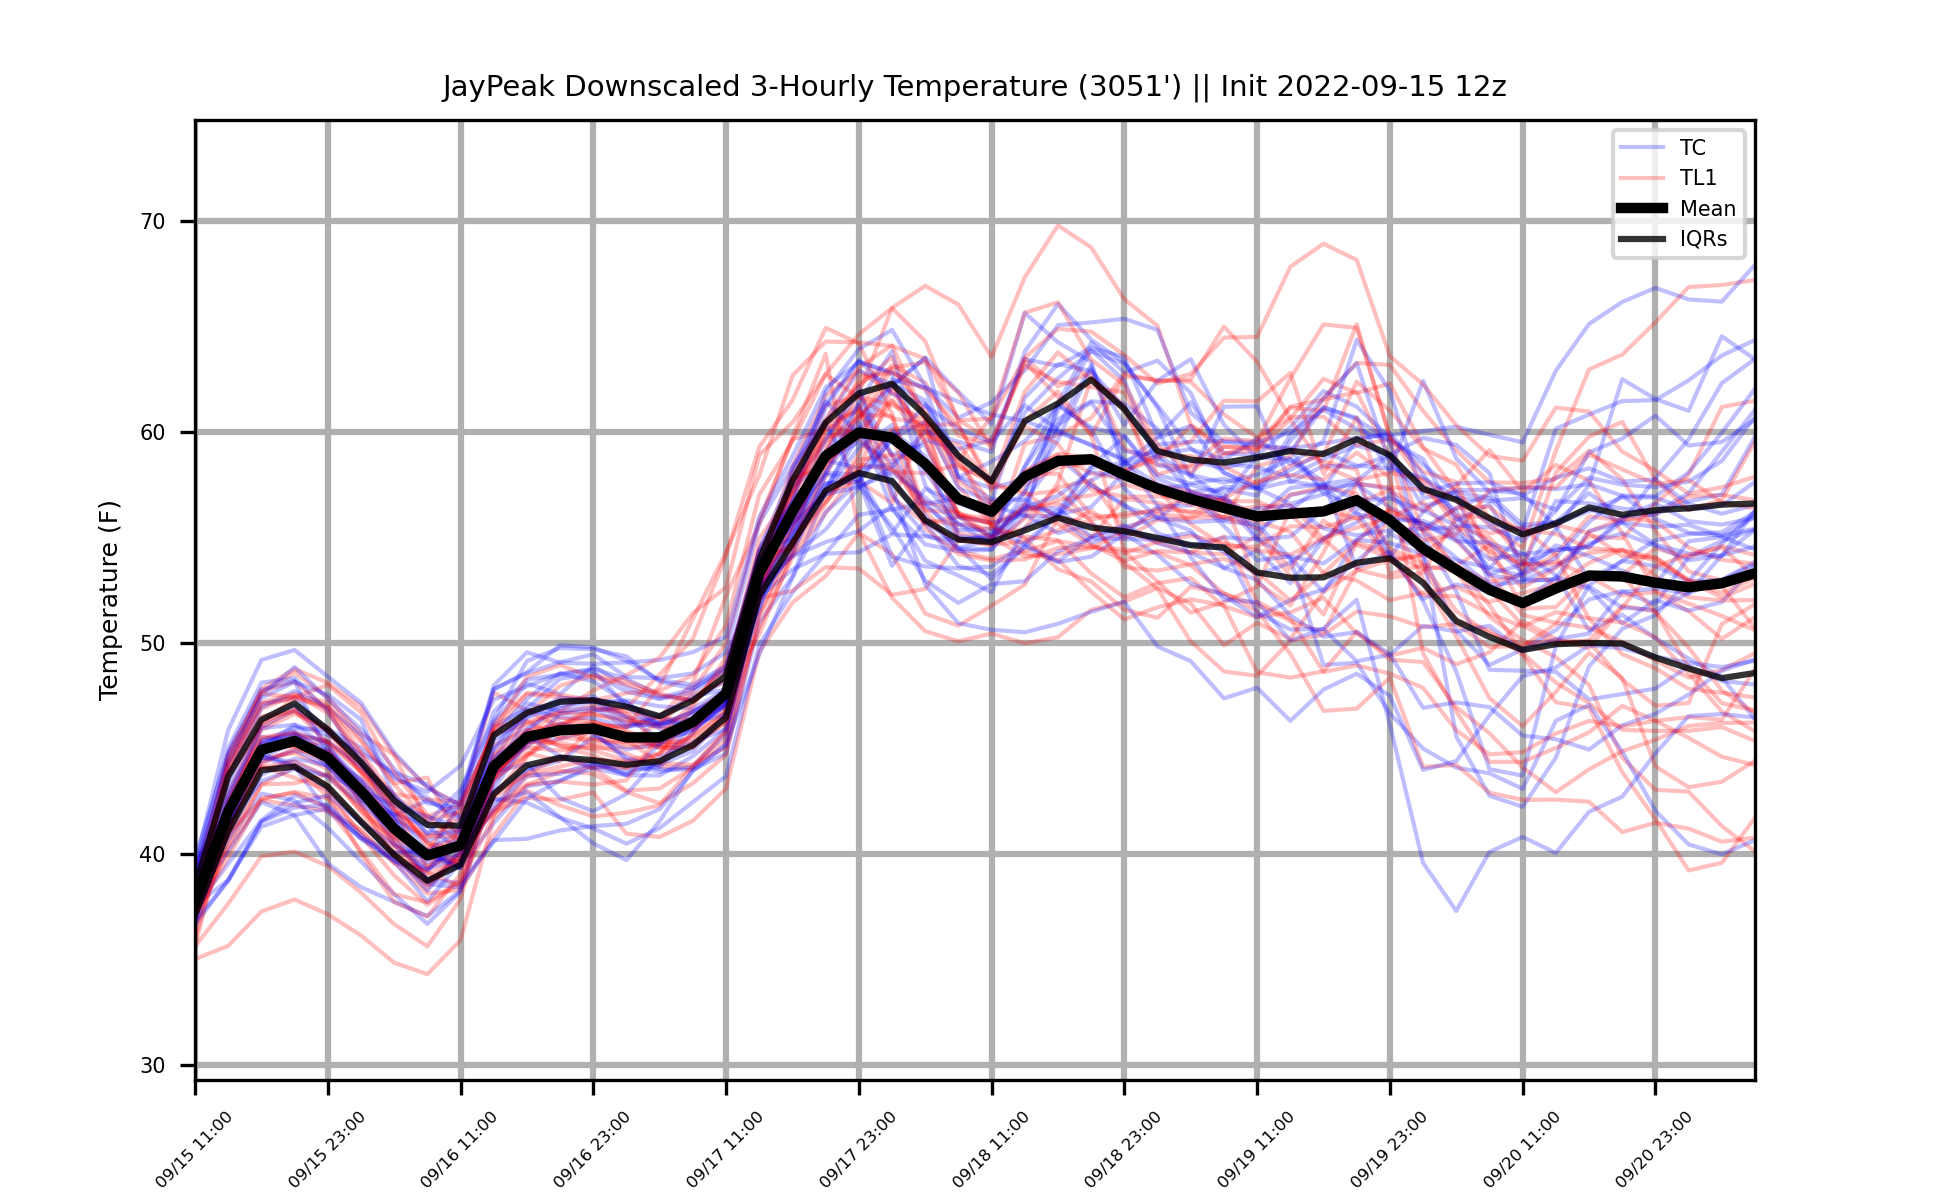 JayPeak Downscaled 3-Hourly Temperature (3051') || Init 2022-09-15 12z
TC
TL1
Mean
IQRs
Temperature (F)
70
60
50
40
30
09/15 11:00
09/15 23:00
09/16 11:00
09/16 23:00
09/17 11:00
09/17 23:00
09/18 11:00
09/18 23:00
09/19 11:00
09/19 23:00
09/20 11:00
09/20 23:00